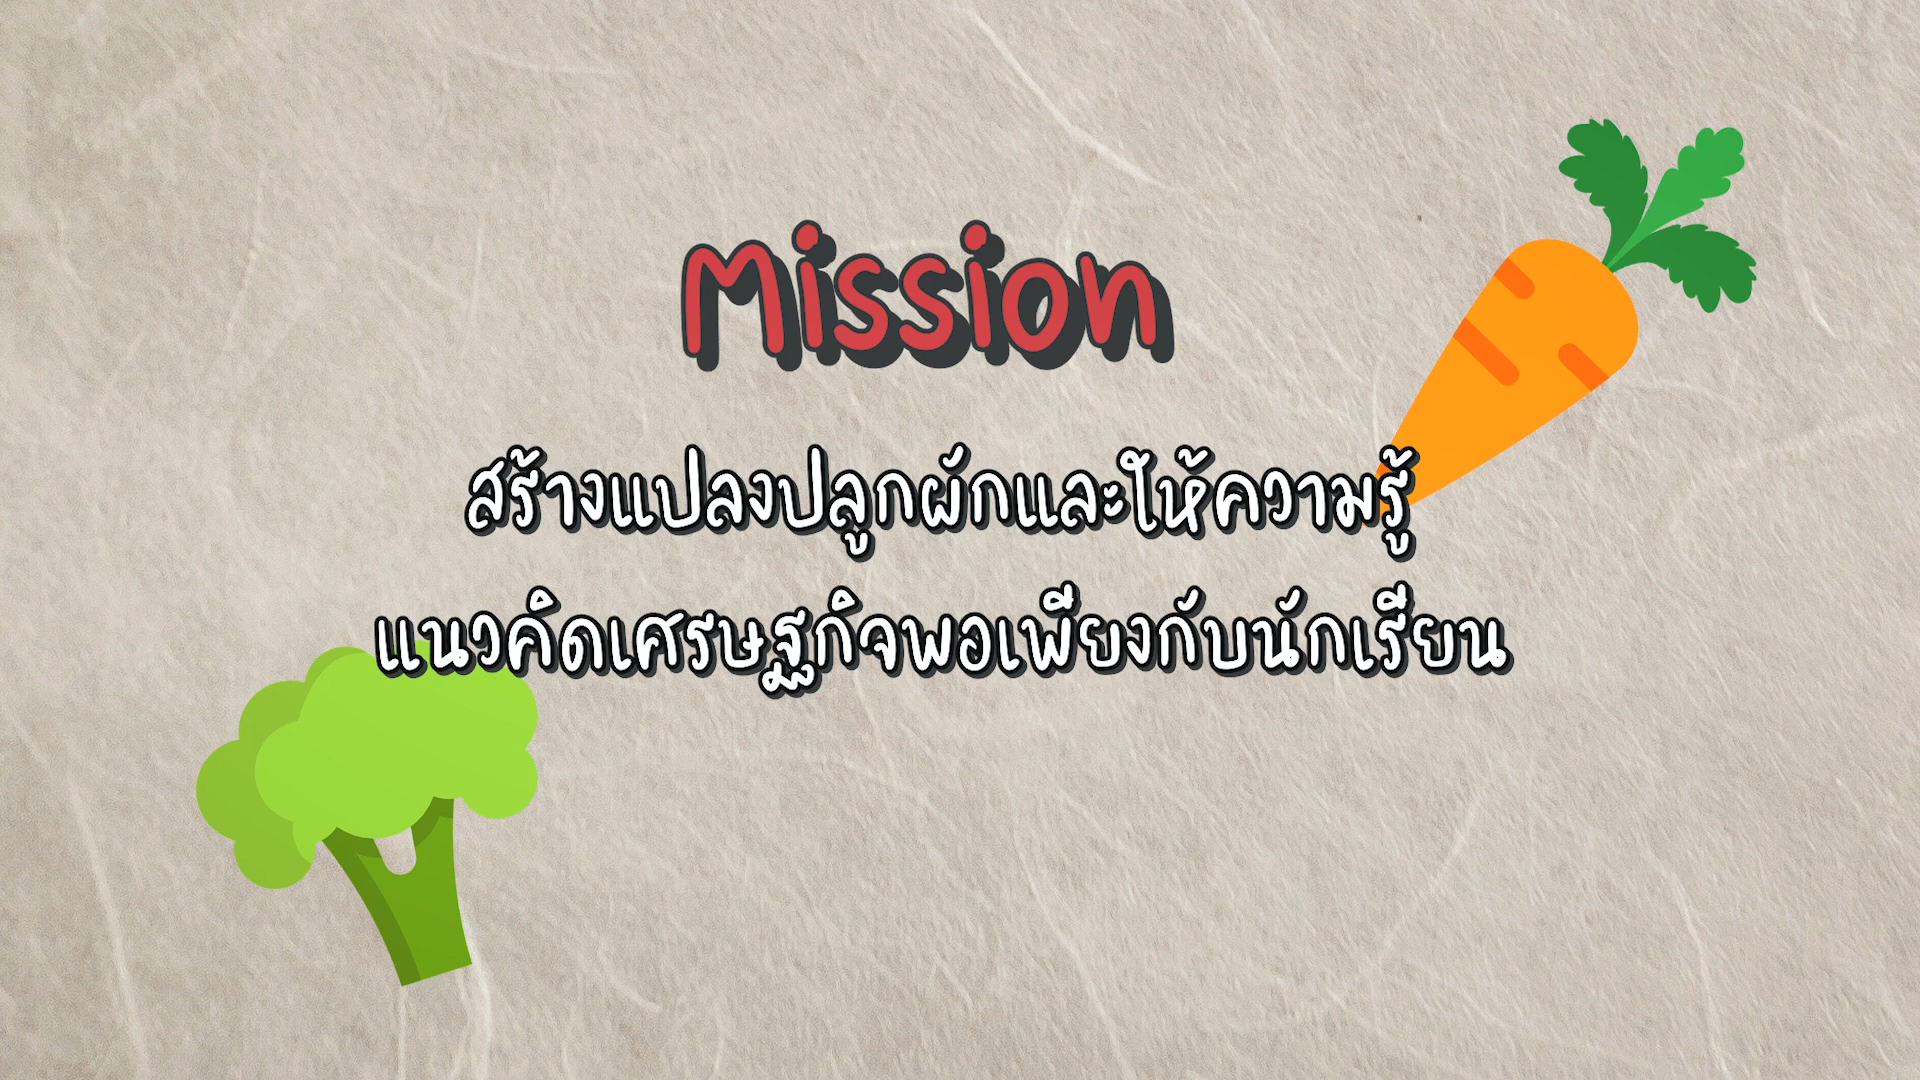 Mission
สร้างแปลงปลูกผักและให้ความรู้
แนวคิดเศรษฐกิจพอเพียงกับนักเรียน